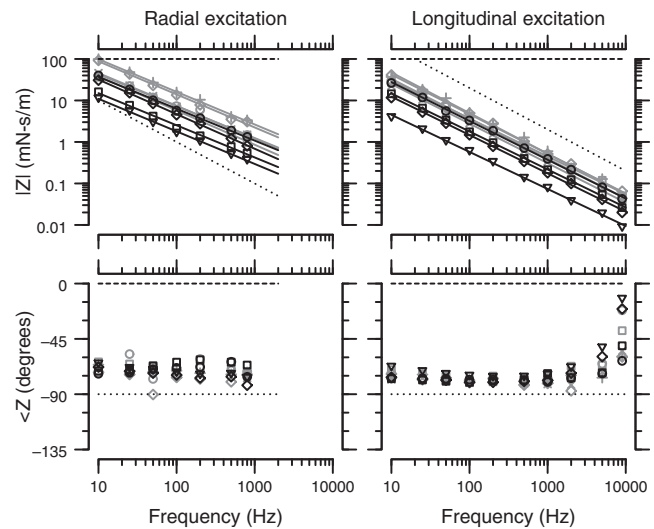 Radial excitation
Longitudinal excitation
|Z| (mN-s/m)
100
10
1
0.1
0.01
<Z (degrees)
0
−45
−90
−135
10
100
1000
10000
10
100
1000
10000
Frequency (Hz)
Frequency (Hz)